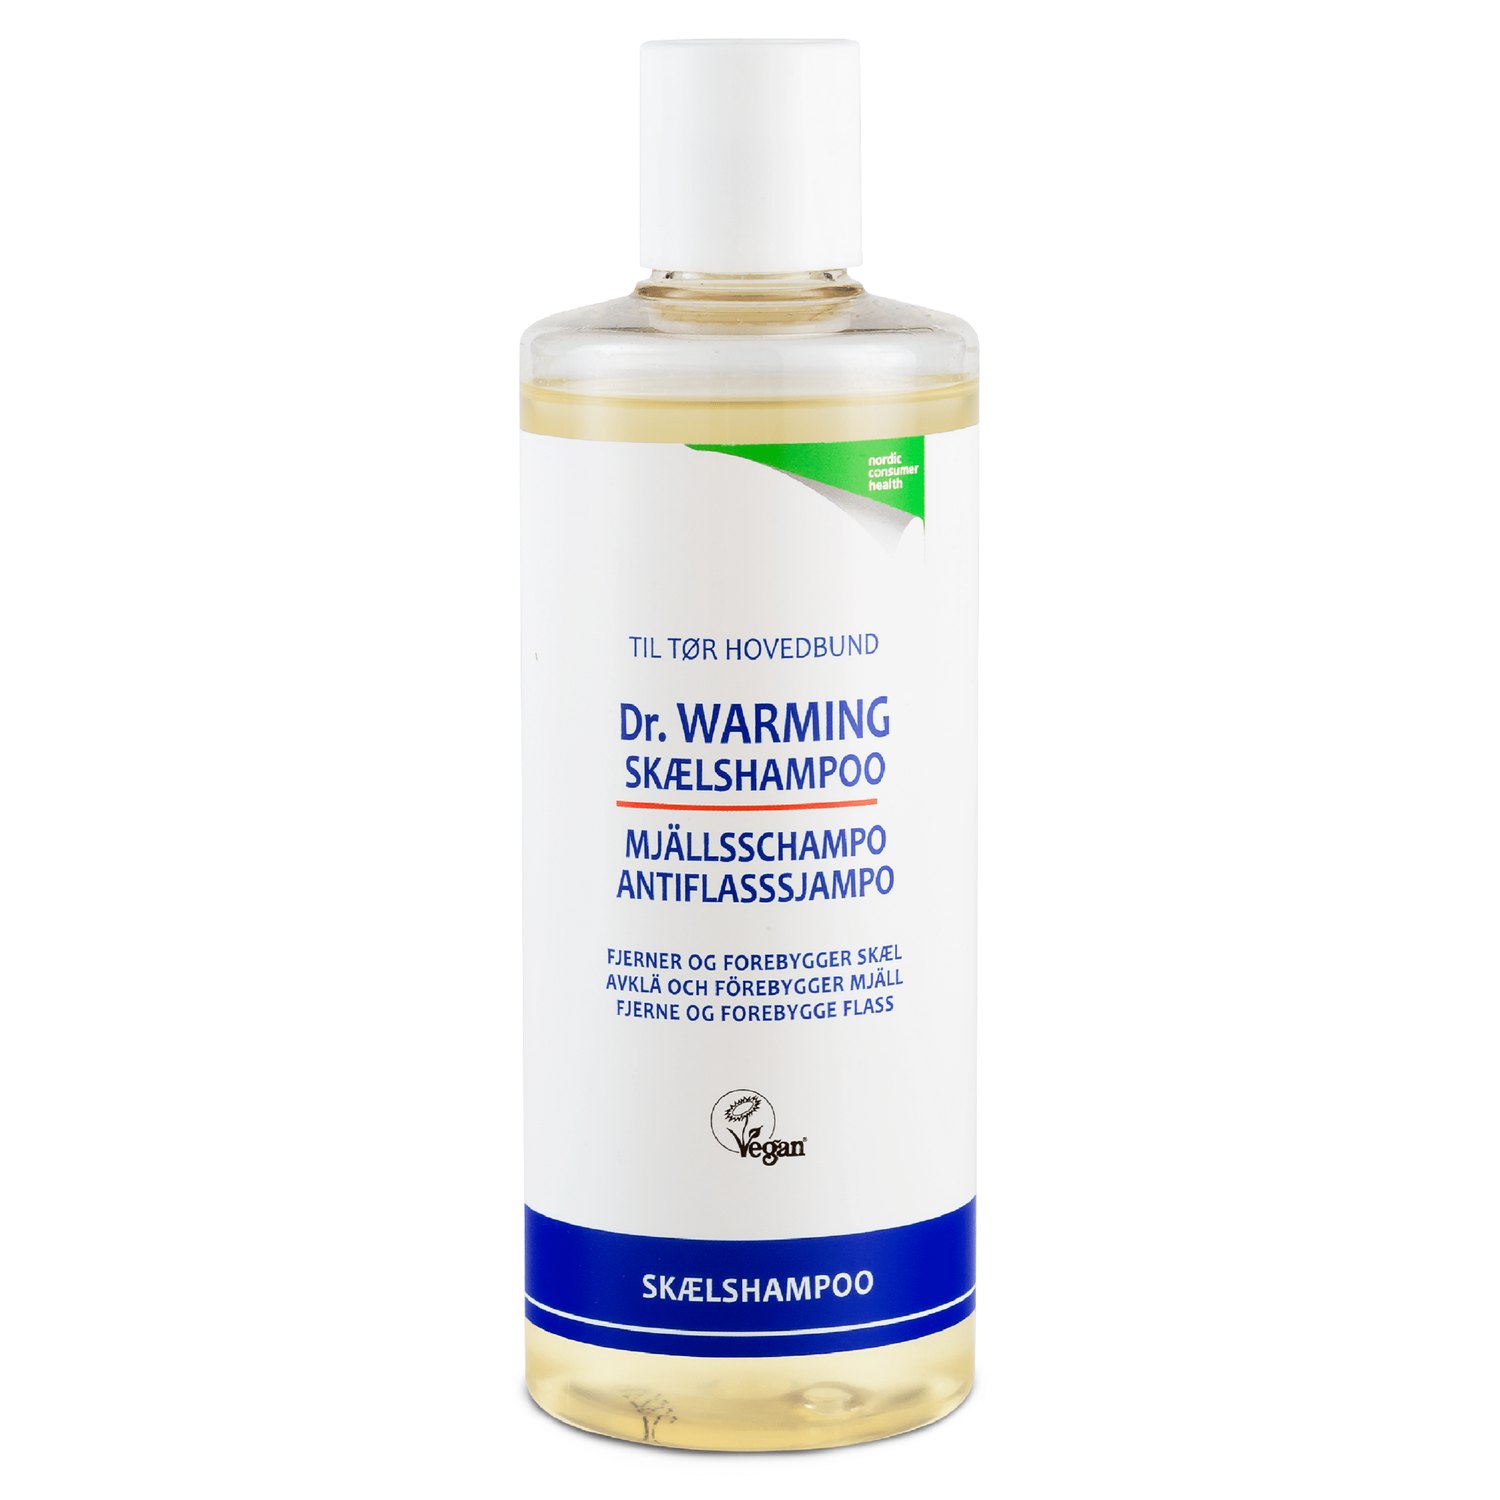 nordic
consumer
health
TIL TØR HOVEDBUND
Dr. WARMING
SKÆLSHAMPOO
MJÄLLSSCHAMPO
ANTIFLASSSJAMPO
FJERNER OG FOREBYGGER SKÆL
AVKLÄ OCH FÖREBYGGER MJÄLL
FJERNE OG FOREBYGGE FLASS
Vegan®
SKÆLSHAMPOO